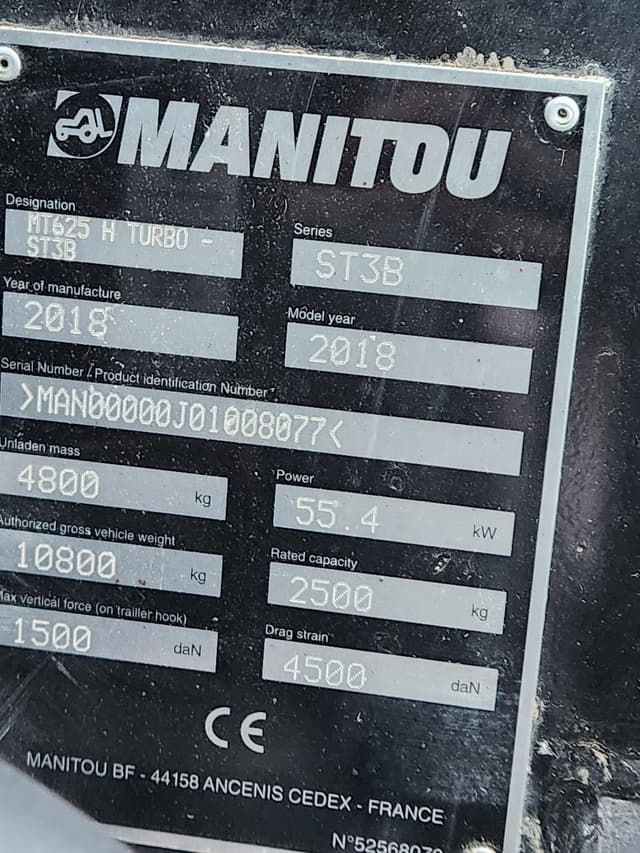 MANITOU
Designation
MT625 H TURBO -
ST3B
Series
ST3B
Year of manufacture
2018
Model year
2018
Serial Number / Product identification Number
>MAN00000J01008077<
Unladen mass
4800 kg
Power
55.4 kW
Authorized gross vehicle weight
10800 kg
Rated capacity
2500 kg
Max vertical force (on trailler hook)
1500 daN
Drag strain
4500 daN
CE
MANITOU BF - 44158 ANCENIS CEDEX - FRANCE